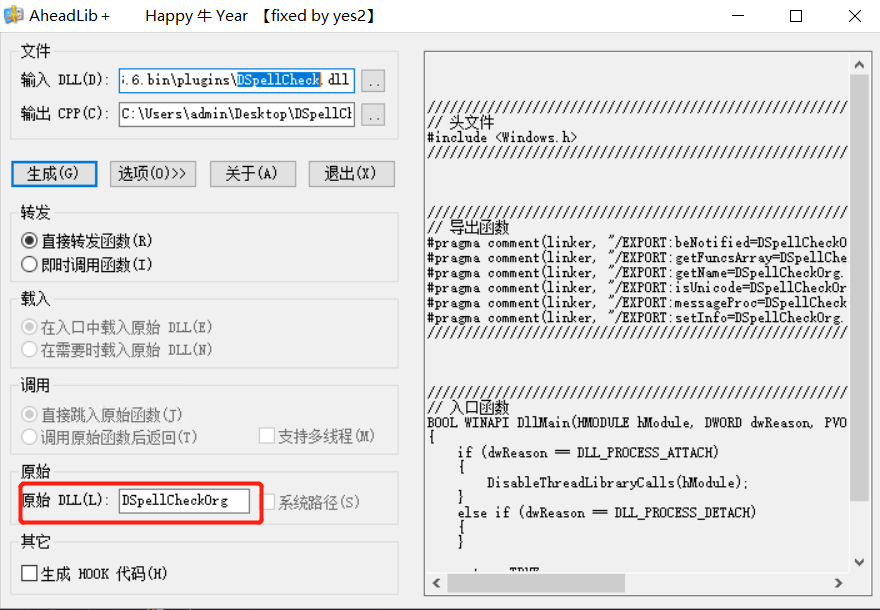 AheadLib + Happy 牛 Year 【fixed by yes2】
文件
输入 DLL(D): .6.bin\plugins\DSpellCheck.dll ..
输出 CPP(C): C:\Users\admin\Desktop\DSpellCl ..
生成(G) 选项(O)>> 关于(A) 退出(X)
转发
直接转发函数(R)
即时调用函数(I)
载入
在入口中载入原始 DLL(E)
在需要时载入原始 DLL(N)
调用
直接跳入原始函数(J)
调用原始函数后返回(T) 支持多线程(M)
原始
原始 DLL(L): DSpellCheckOrg 系统路径(S)
其它
生成 HOOK 代码(H)
////////////////////////////////////////////////////////
// 头文件
#include <Windows.h>
////////////////////////////////////////////////////////
////////////////////////////////////////////////////////
// 导出函数
#pragma comment(linker, "/EXPORT:beNotified=DSpellCheckO
#pragma comment(linker, "/EXPORT:getFuncsArray=DSpellChe
#pragma comment(linker, "/EXPORT:getName=DSpellCheckOrg.
#pragma comment(linker, "/EXPORT:isUnicode=DSpellCheckOr
#pragma comment(linker, "/EXPORT:messageProc=DSpellCheck
#pragma comment(linker, "/EXPORT:setInfo=DSpellCheckOrg.
////////////////////////////////////////////////////////
////////////////////////////////////////////////////////
// 入口函数
BOOL WINAPI DllMain(HMODULE hModule, DWORD dwReason, PVO
{
if (dwReason == DLL_PROCESS_ATTACH)
{
DisableThreadLibraryCalls(hModule);
}
else if (dwReason == DLL_PROCESS_DETACH)
{
}